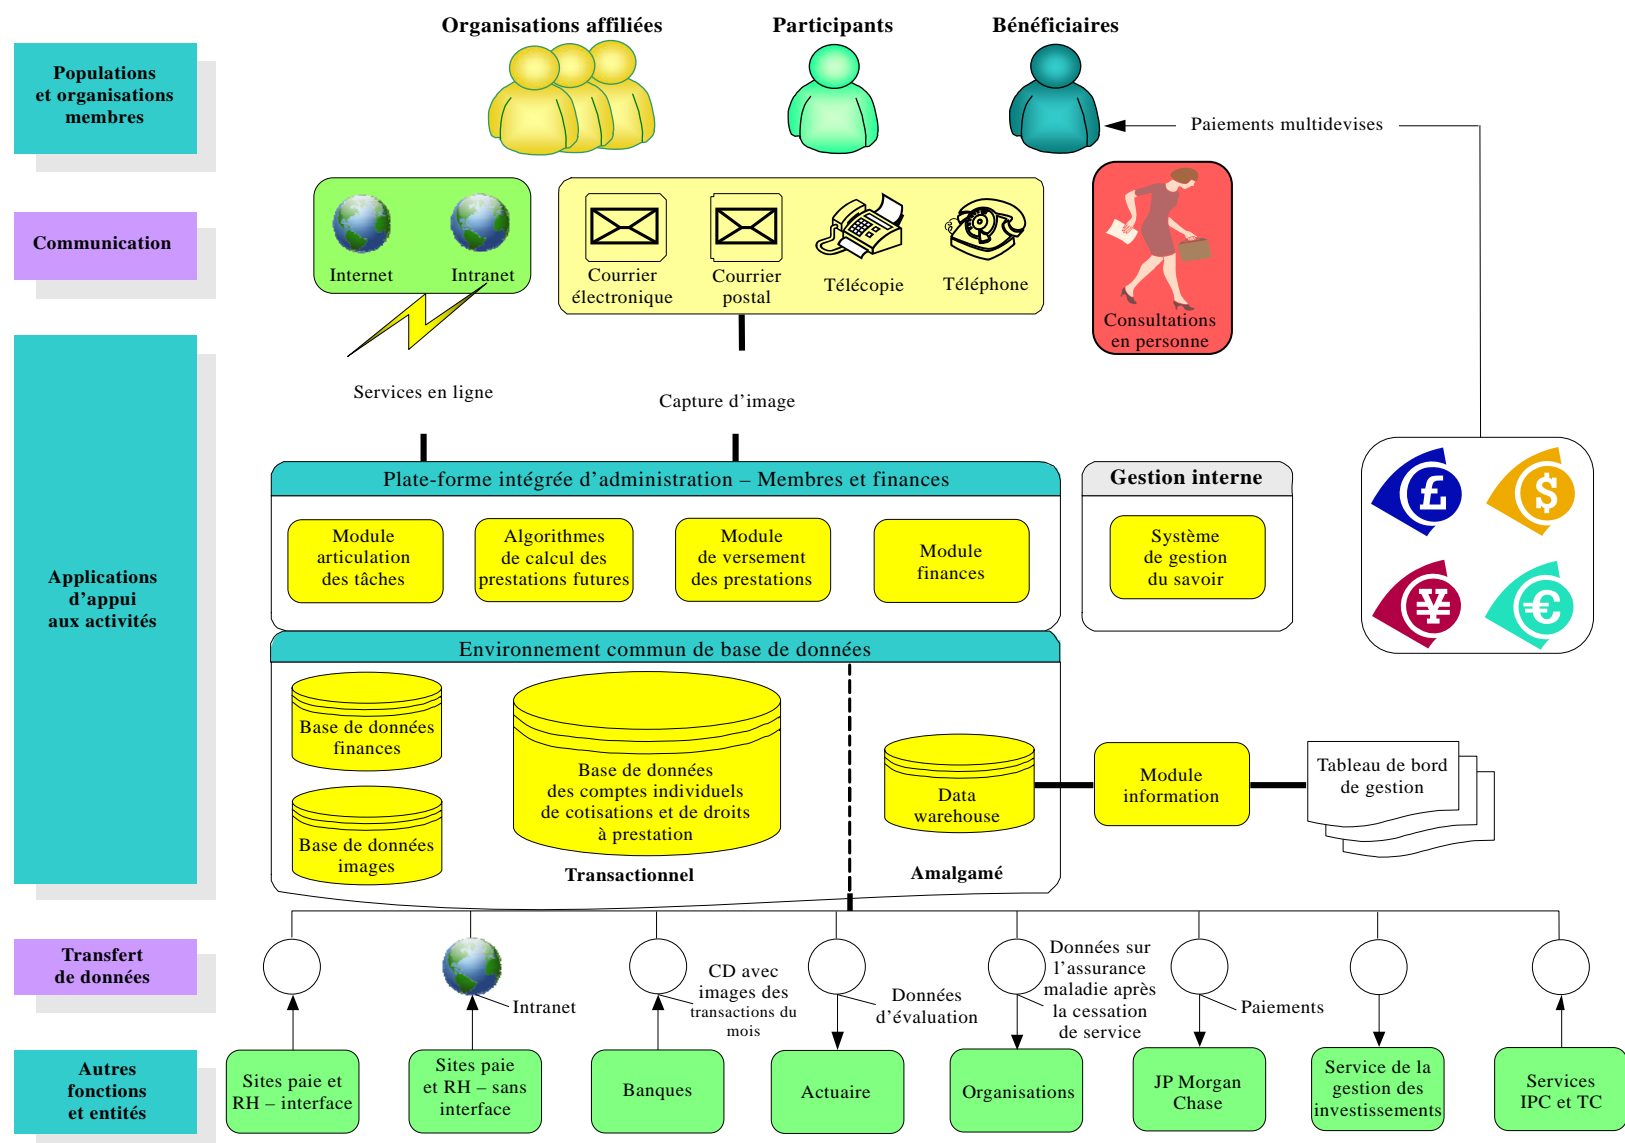 Organisations affiliées
Participants
Bénéficiaires
Populations
et organisations
membres
Paiements multidevises
Communication
Internet
Intranet
Courrier
électronique
Courrier
postal
Télécopie
Téléphone
Consultations
en personne
Services en ligne
Capture d’image
Applications
d’appui
aux activités
Plate-forme intégrée d’administration – Membres et finances
Module
articulation
des tâches
Algorithmes
de calcul des
prestations futures
Module
de versement
des prestations
Module
finances
Gestion interne
Système
de gestion
du savoir
£
$
¥
€
Environnement commun de base de données
Base de données
finances
Base de données
images
Base de données
des comptes individuels
de cotisations et de droits
à prestation
Transactionnel
Data
warehouse
Amalgamé
Module
information
Tableau de bord
de gestion
Transfert
de données
Intranet
CD avec
images des
transactions du
mois
Données
d’évaluation
Données sur
l’assurance
maladie après
la cessation
de service
Paiements
Autres
fonctions
et entités
Sites paie et
RH – interface
Sites paie
et RH – sans
interface
Banques
Actuaire
Organisations
JP Morgan
Chase
Service de la
gestion des
investissements
Services
IPC et TC